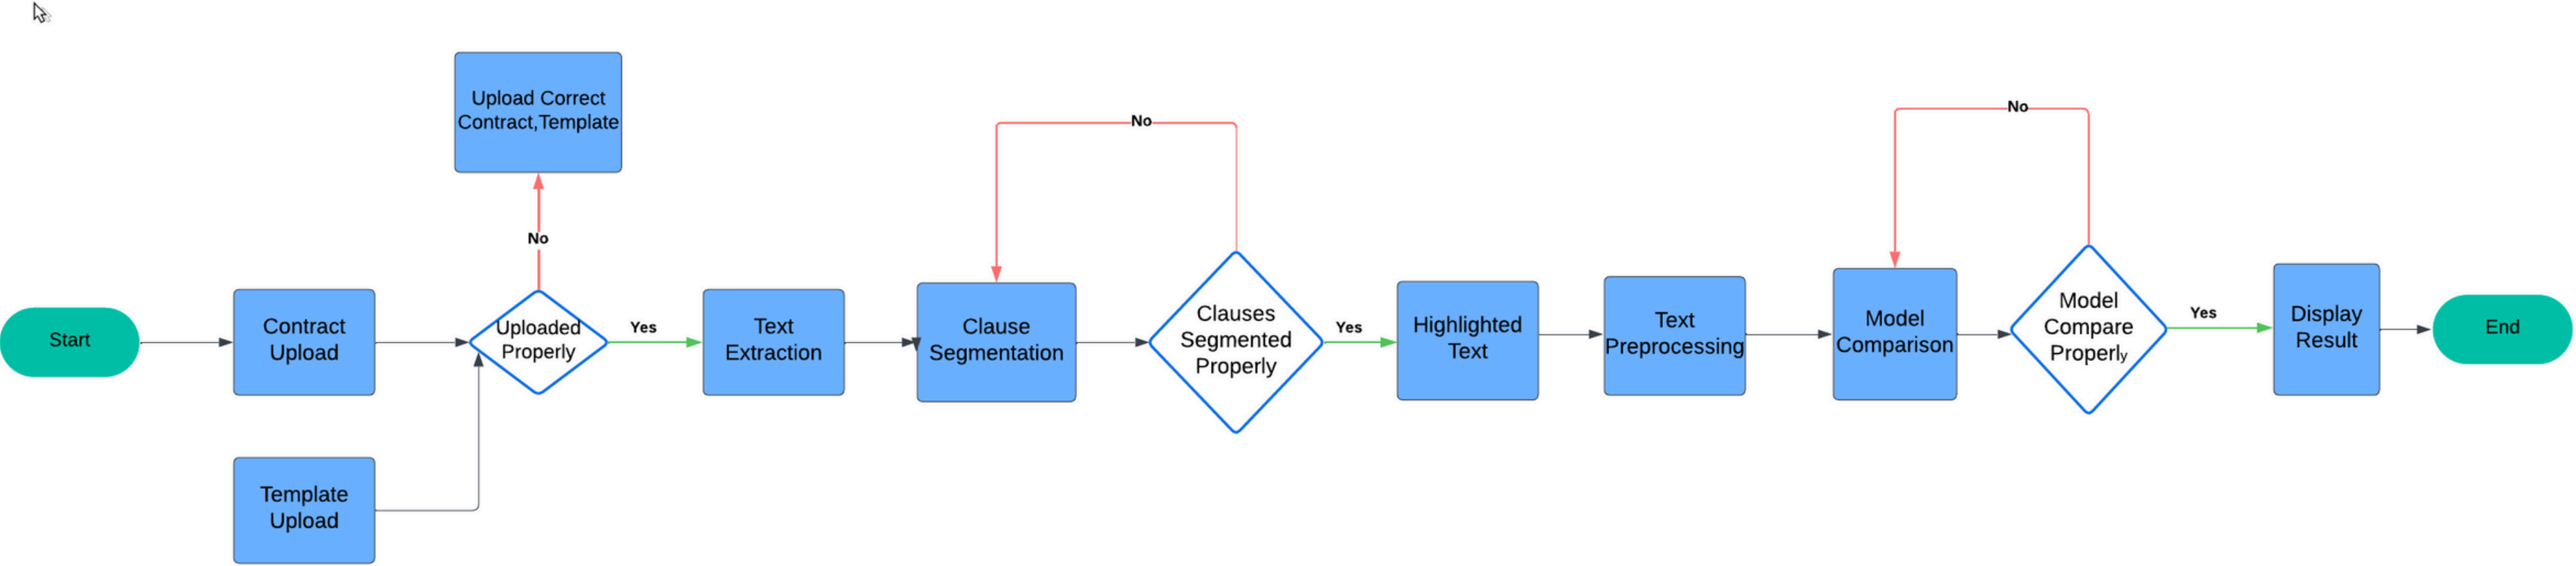 Start
Contract
Upload
Template
Upload
Uploaded
Properly
No
Upload Correct
Contract,Template
Yes
Text
Extraction
Clause
Segmentation
Clauses
Segmented
Properly
No
Yes
Highlighted
Text
Text
Preprocessing
Model
Comparison
Model
Compare
Properly
No
Yes
Display
Result
End